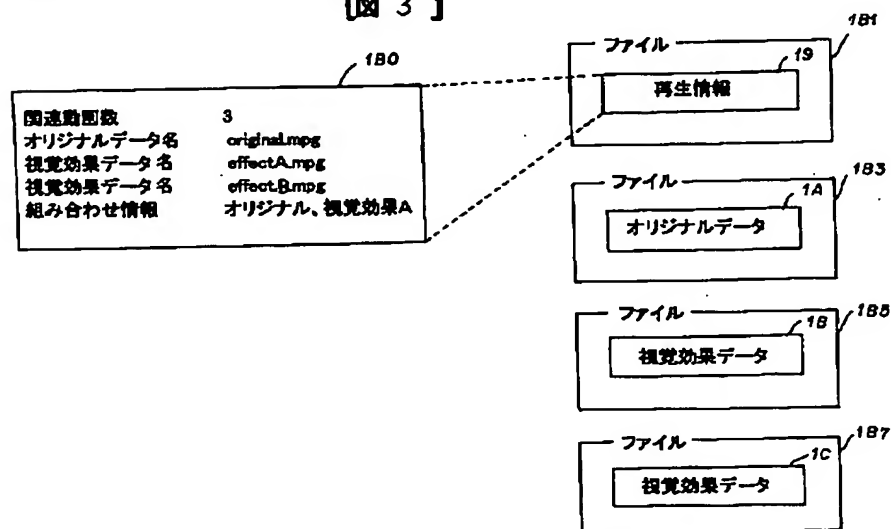 【図 3 】
1B0
関連動画数 3
オリジナルデータ名 original.mpg
視覚効果データ名 effectA.mpg
視覚効果データ名 effectB.mpg
組み合わせ情報 オリジナル、視覚効果A
1B1
ファイル
19
再生情報
1B3
ファイル
1A
オリジナルデータ
1B5
ファイル
1B
視覚効果データ
1B7
ファイル
1C
視覚効果データ